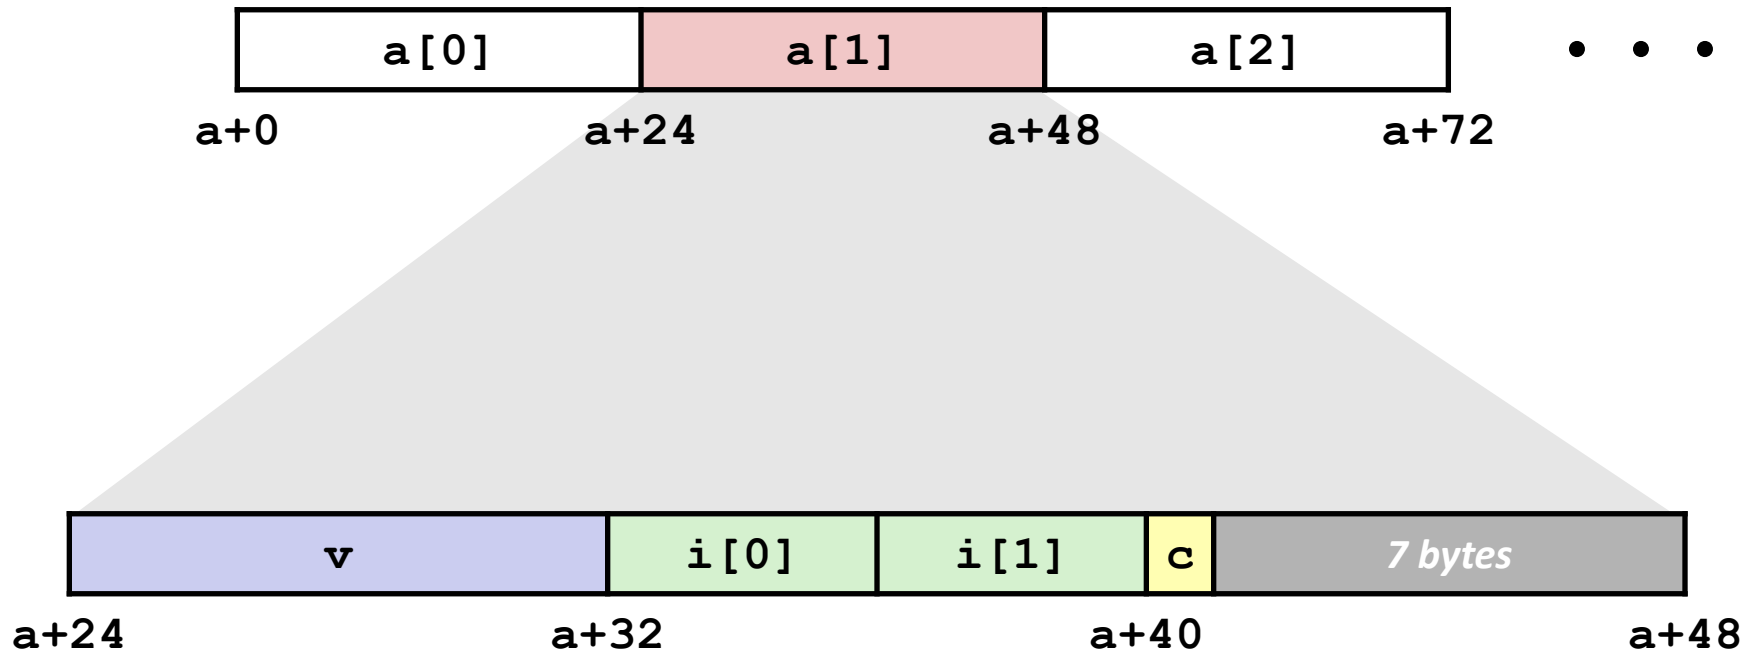 a[0] a[1] a[2] • • •
a+0 a+24 a+48 a+72
v i[0] i[1] c 7 bytes
a+24 a+32 a+40 a+48